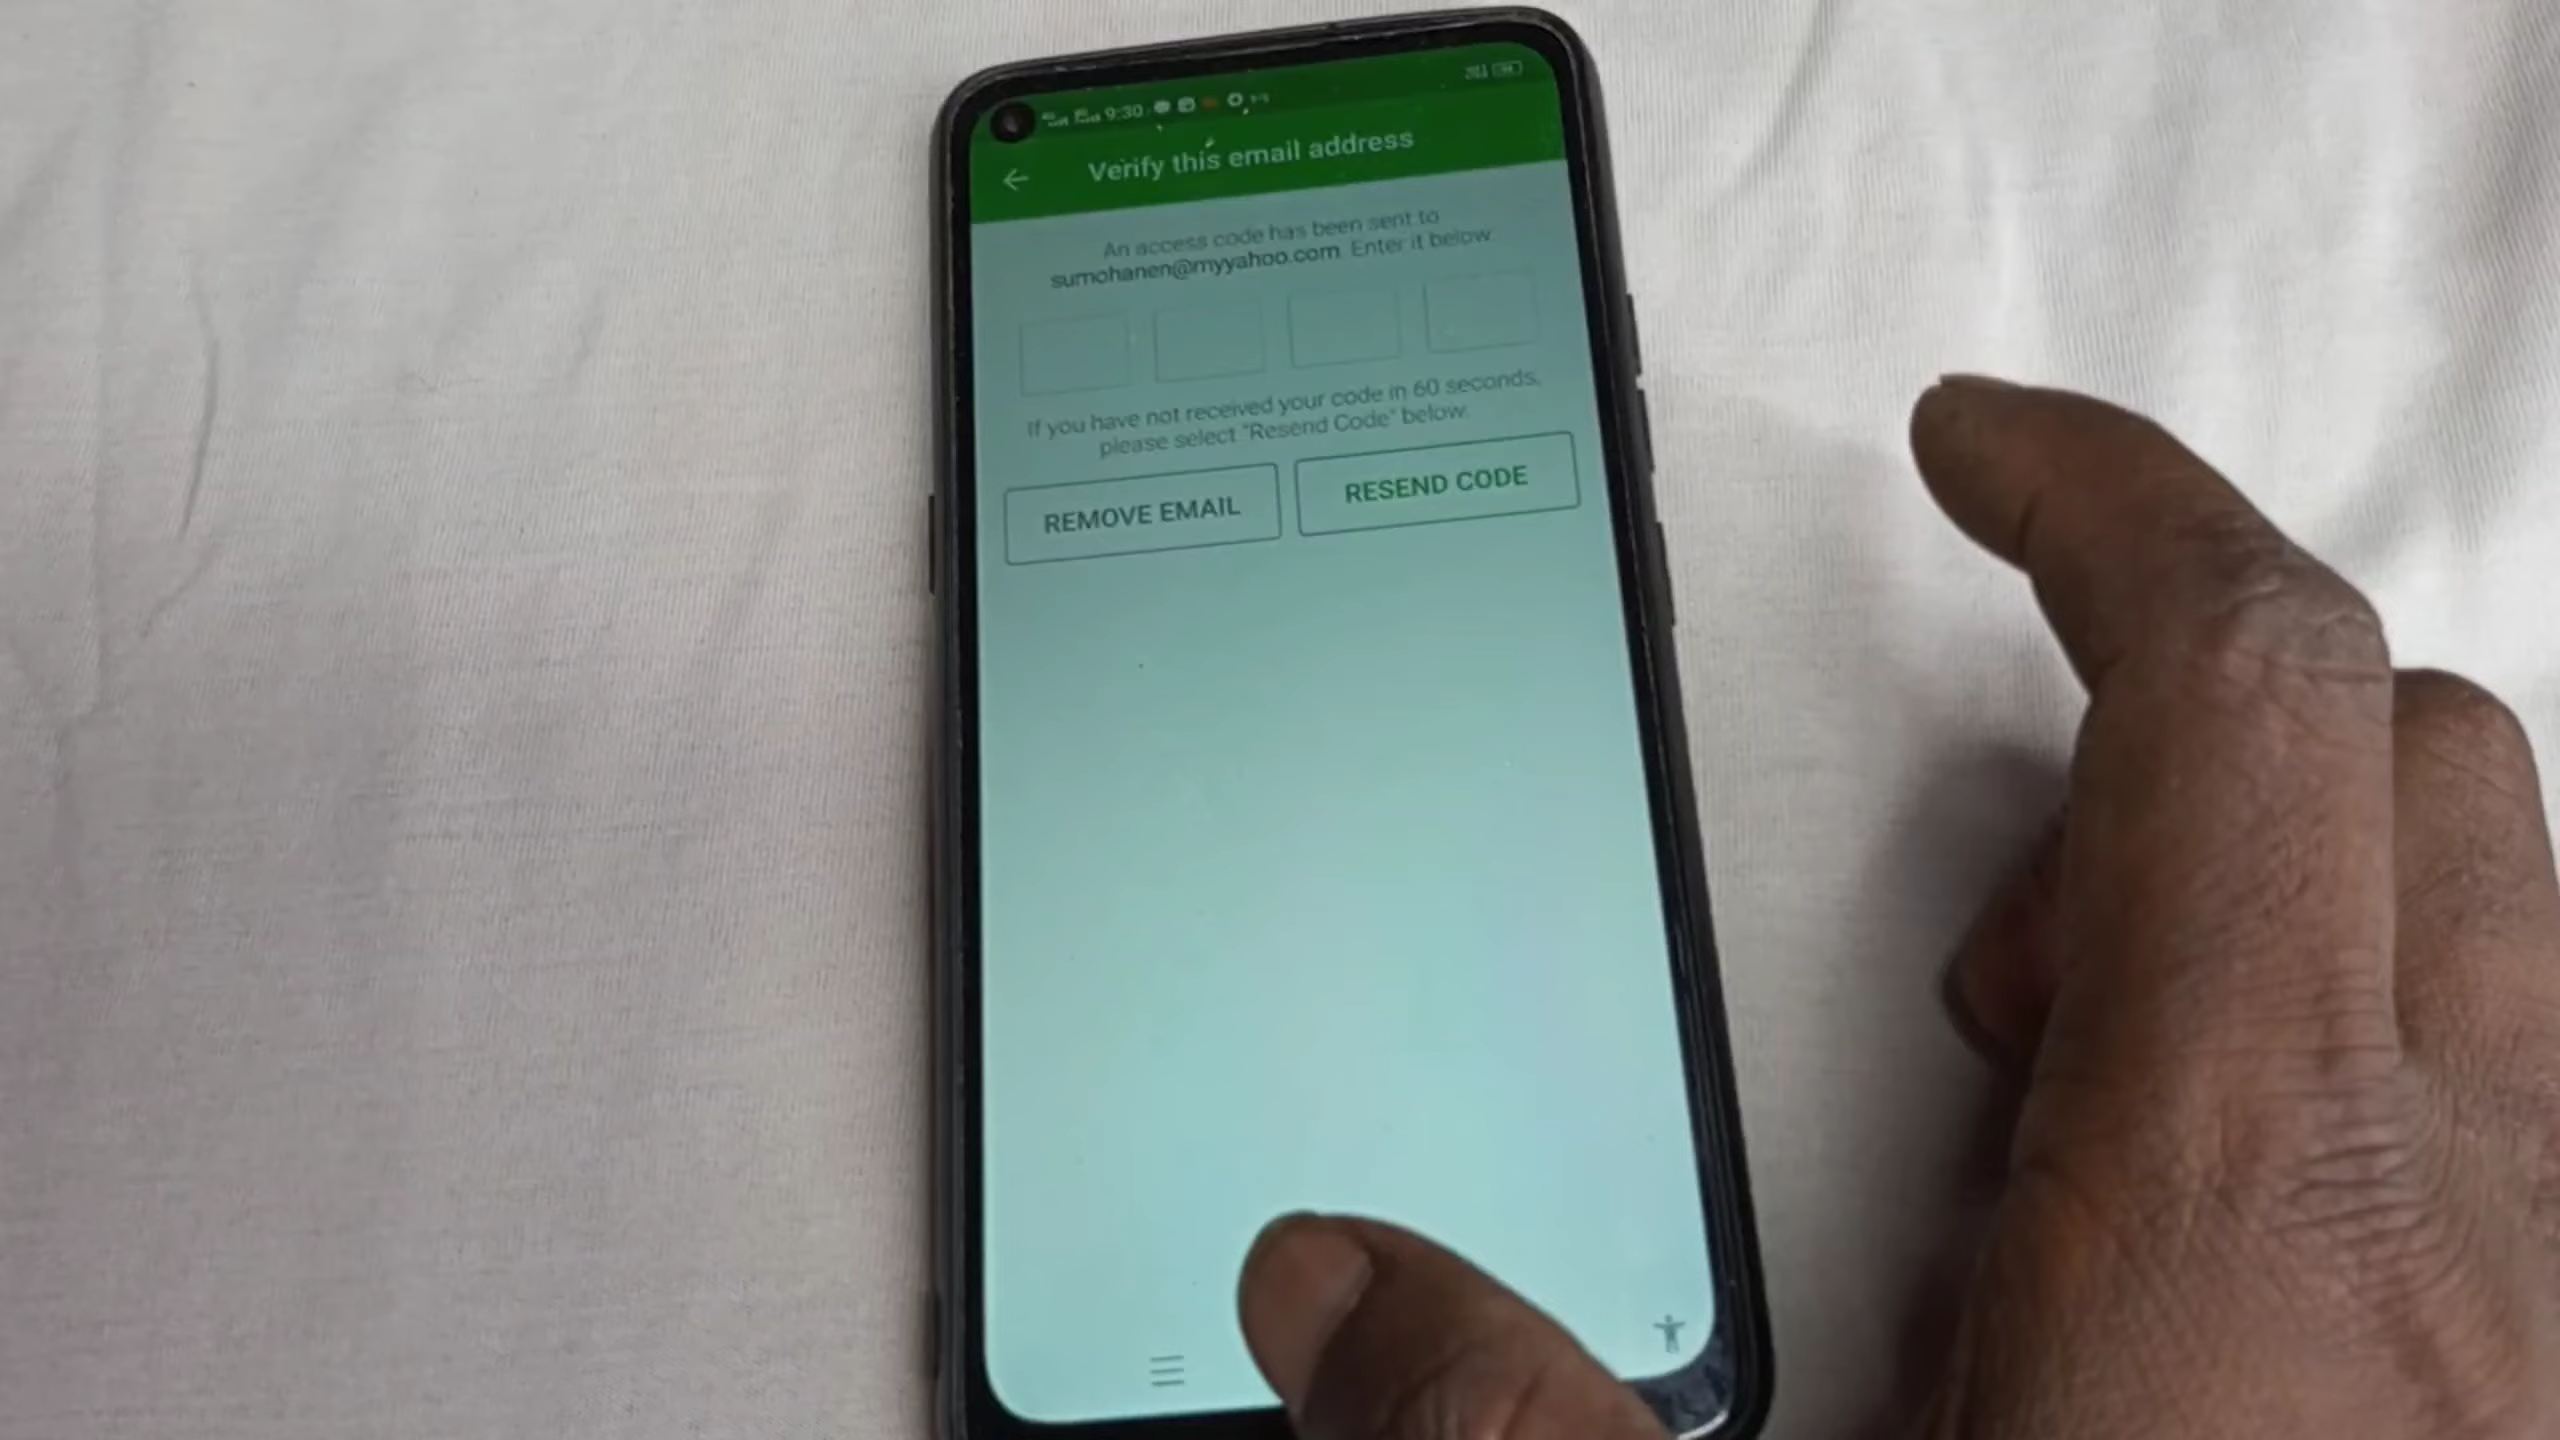 9:30
Verify this email address
An access code has been sent to
sumohanen@myyahoo.com Enter it below
If you have not received your code in 60 seconds,
please select "Resend Code" below.
REMOVE EMAIL
RESEND CODE